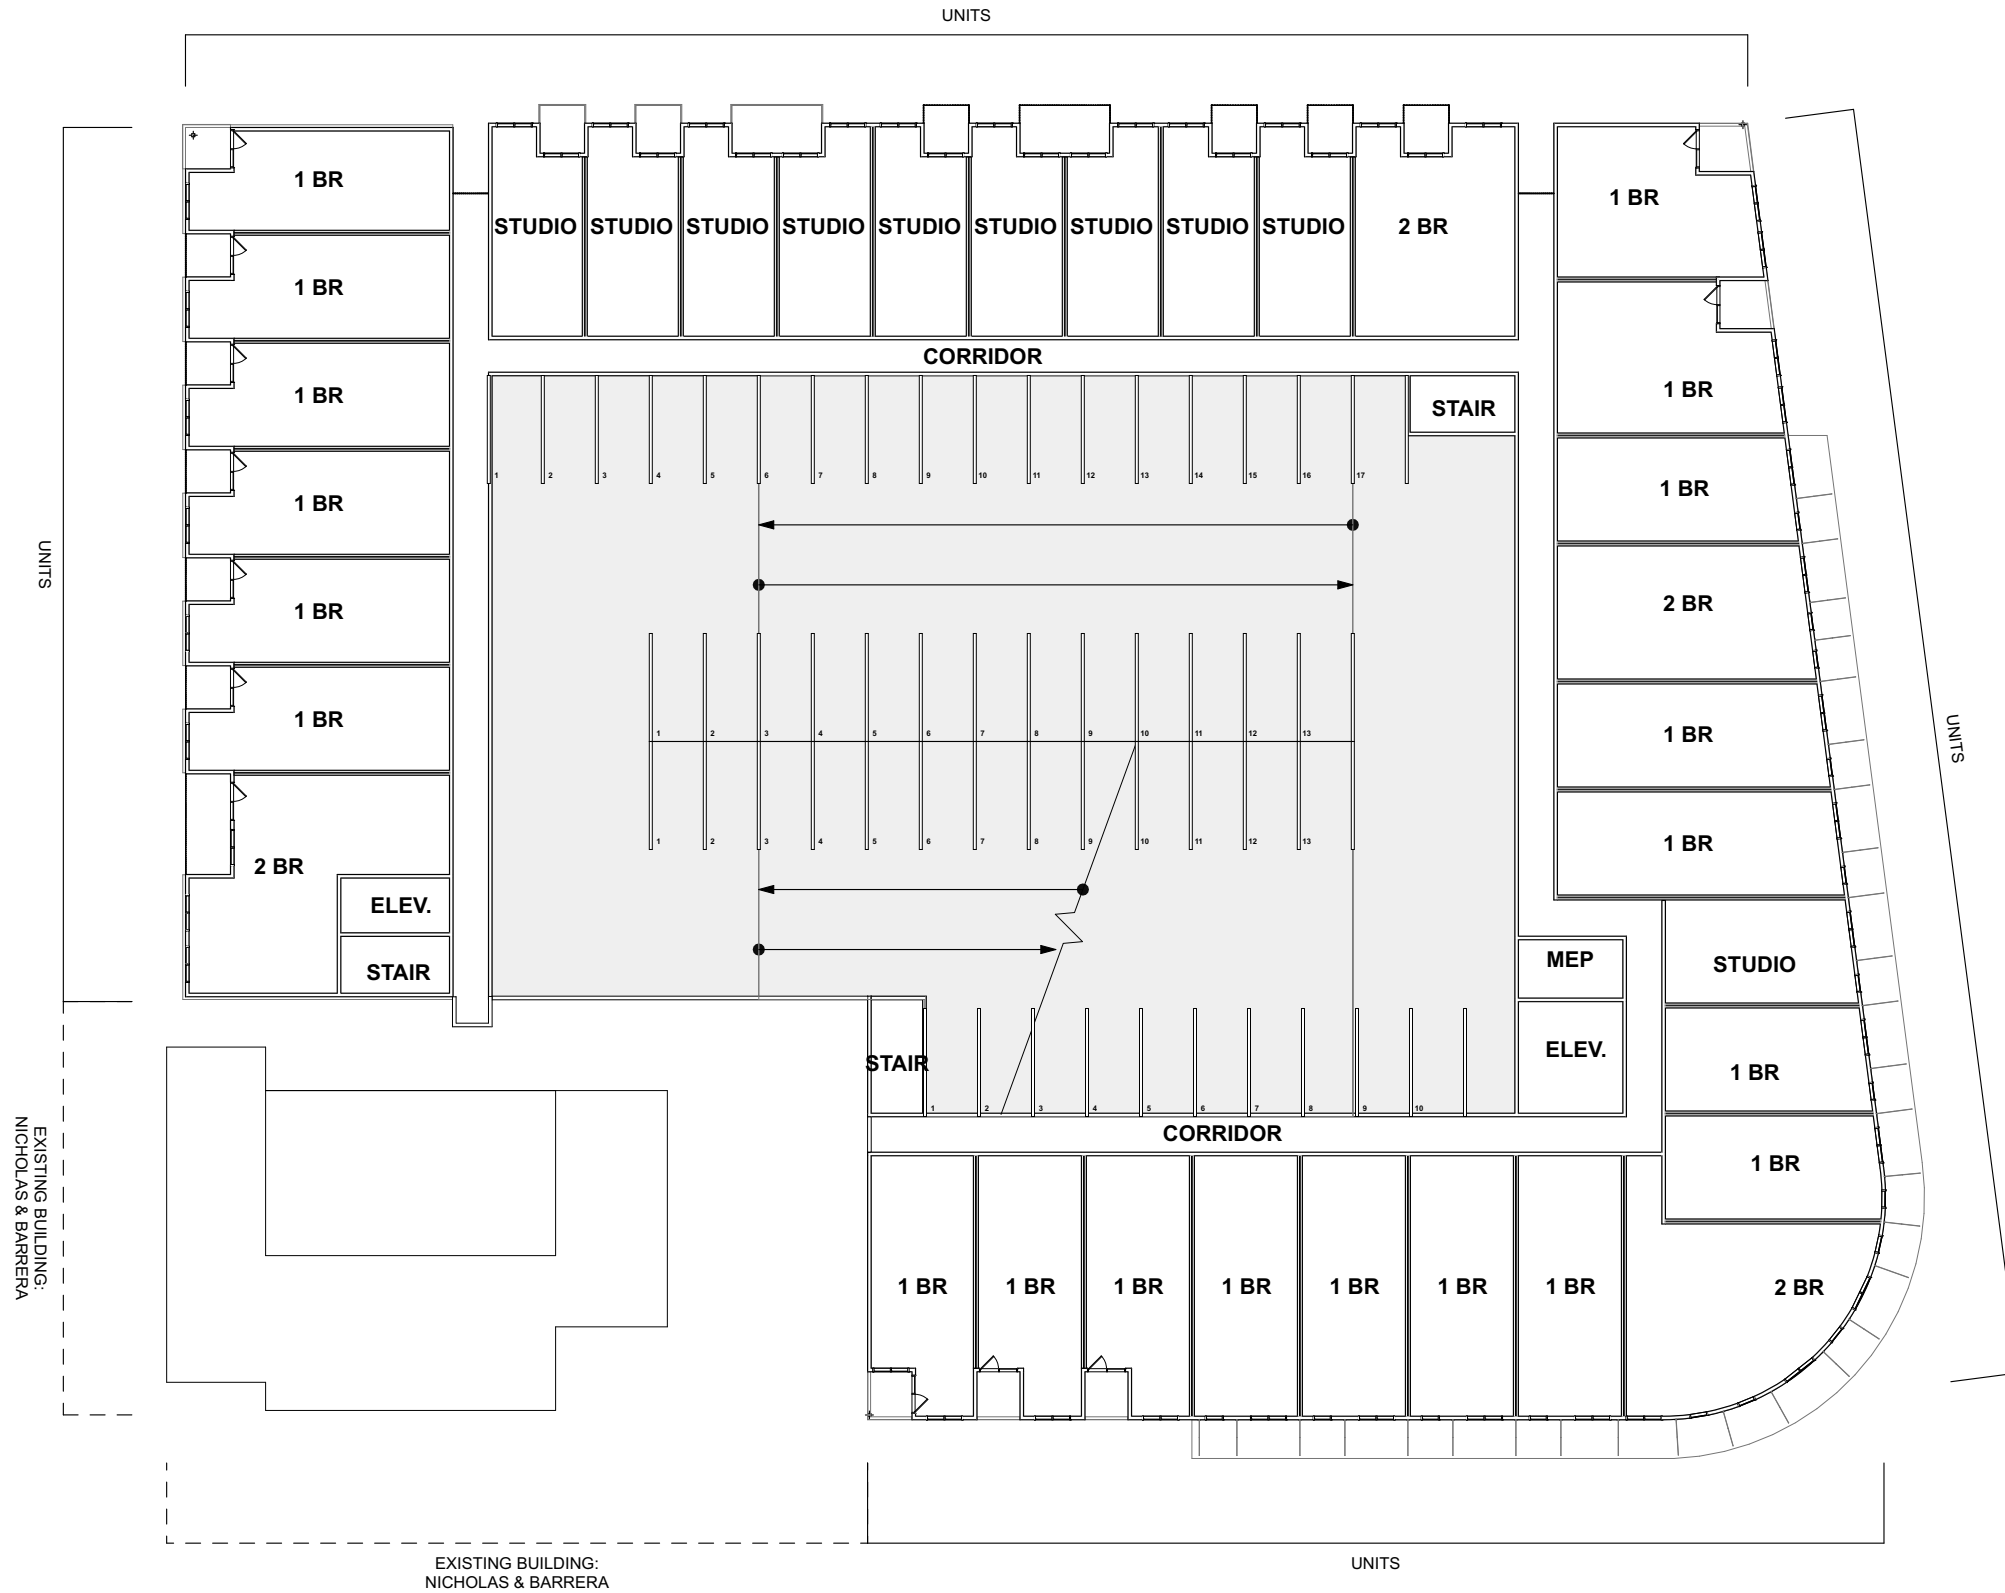 UNITS
1 BR
STUDIO STUDIO STUDIO STUDIO STUDIO STUDIO STUDIO STUDIO STUDIO 2 BR
1 BR
1 BR
CORRIDOR
1 BR
STAIR
1 BR
1 2 3 4 5 6 7 8 9 10 11 12 13 14 15 16 17
1 BR
1 BR
UNITS
1 BR
2 BR
1 BR
1 2 3 4 5 6 7 8 9 10 11 12 13
1 BR
UNITS
1 2 3 4 5 6 7 8 9 10 11 12 13
1 BR
2 BR
ELEV.
STAIR
MEP
STUDIO
STAIR
ELEV.
1 BR
1 2 3 4 5 6 7 8 9 10
CORRIDOR
1 BR
EXISTING BUILDING:
NICHOLAS & BARRERA
1 BR 1 BR 1 BR 1 BR 1 BR 1 BR 1 BR 2 BR
EXISTING BUILDING:
NICHOLAS & BARRERA
UNITS